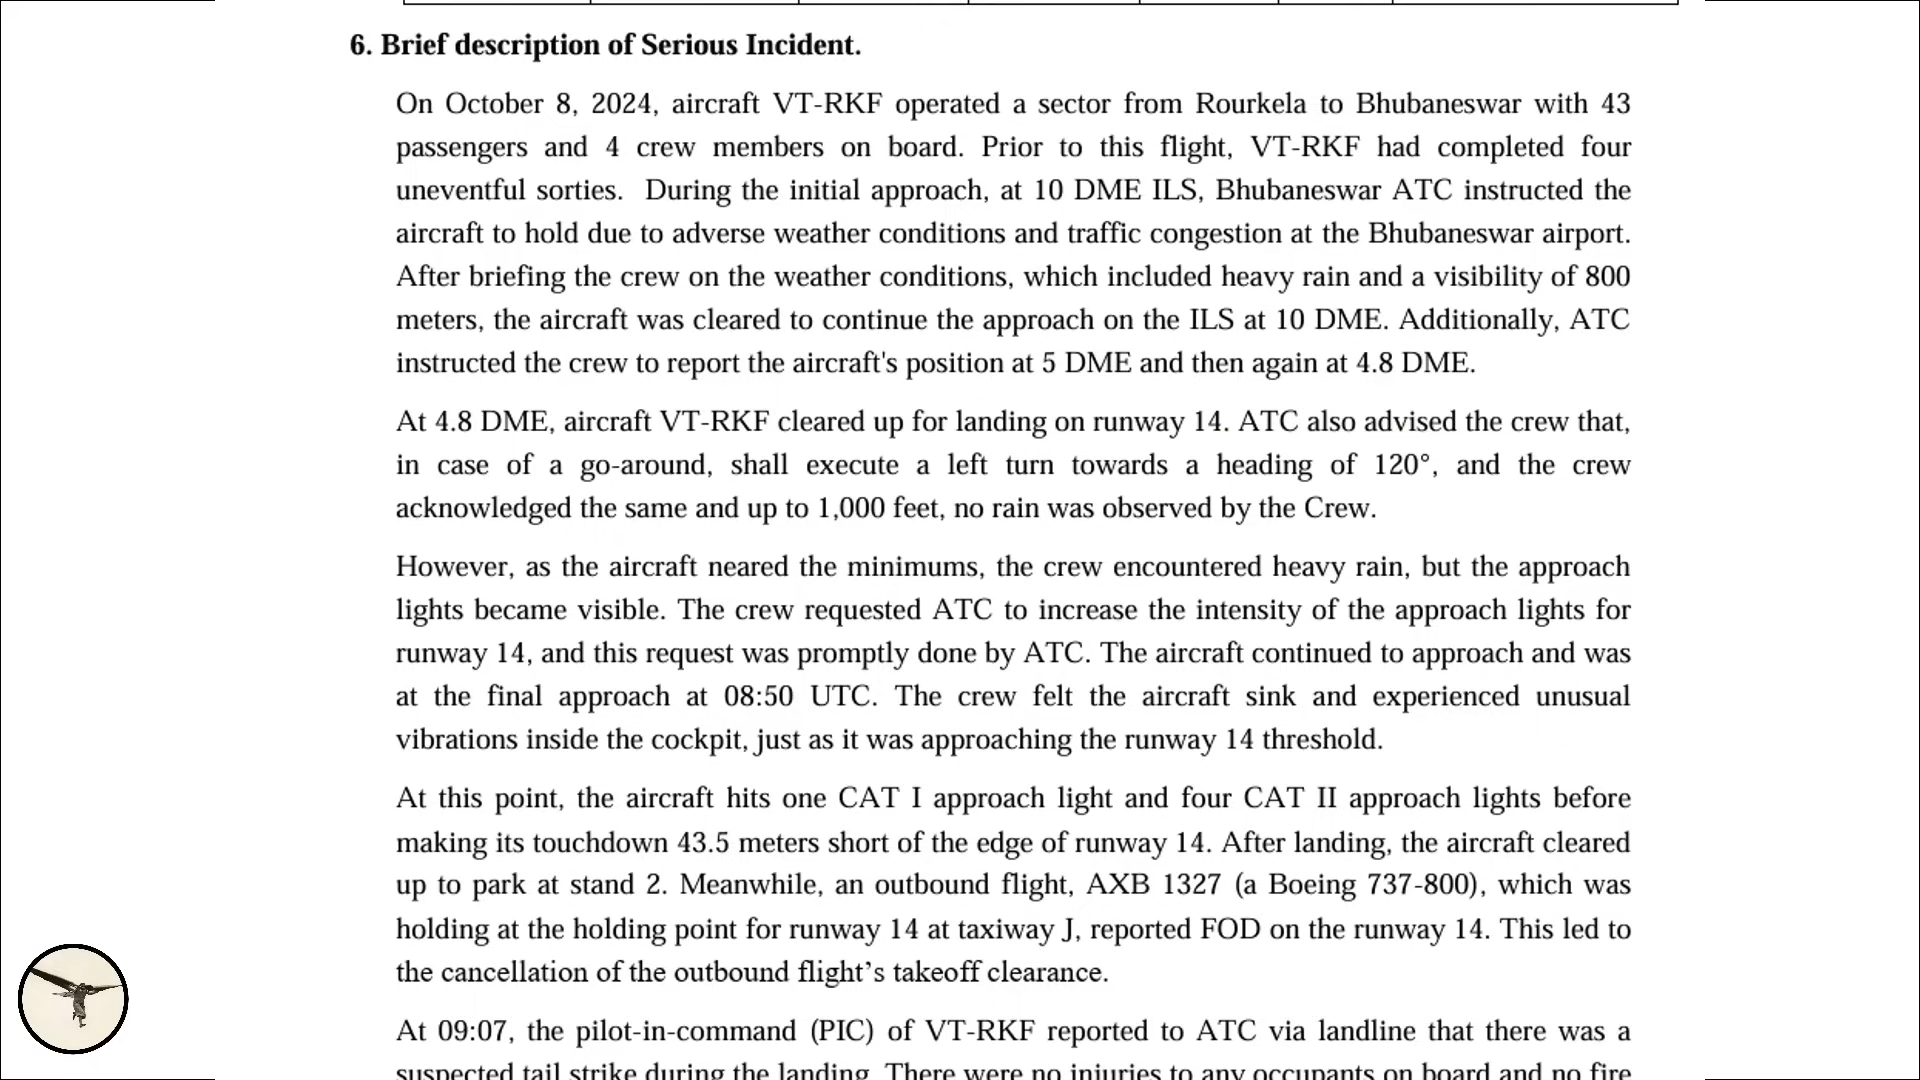 6. Brief description of Serious Incident.
On October 8, 2024, aircraft VT-RKF operated a sector from Rourkela to Bhubaneswar with 43
passengers and 4 crew members on board. Prior to this flight, VT-RKF had completed four
uneventful sorties. During the initial approach, at 10 DME ILS, Bhubaneswar ATC instructed the
aircraft to hold due to adverse weather conditions and traffic congestion at the Bhubaneswar airport.
After briefing the crew on the weather conditions, which included heavy rain and a visibility of 800
meters, the aircraft was cleared to continue the approach on the ILS at 10 DME. Additionally, ATC
instructed the crew to report the aircraft's position at 5 DME and then again at 4.8 DME.
At 4.8 DME, aircraft VT-RKF cleared up for landing on runway 14. ATC also advised the crew that,
in case of a go-around, shall execute a left turn towards a heading of 120°, and the crew
acknowledged the same and up to 1,000 feet, no rain was observed by the Crew.
However, as the aircraft neared the minimums, the crew encountered heavy rain, but the approach
lights became visible. The crew requested ATC to increase the intensity of the approach lights for
runway 14, and this request was promptly done by ATC. The aircraft continued to approach and was
at the final approach at 08:50 UTC. The crew felt the aircraft sink and experienced unusual
vibrations inside the cockpit, just as it was approaching the runway 14 threshold.
At this point, the aircraft hits one CAT I approach light and four CAT II approach lights before
making its touchdown 43.5 meters short of the edge of runway 14. After landing, the aircraft cleared
up to park at stand 2. Meanwhile, an outbound flight, AXB 1327 (a Boeing 737-800), which was
holding at the holding point for runway 14 at taxiway J, reported FOD on the runway 14. This led to
the cancellation of the outbound flight’s takeoff clearance.
At 09:07, the pilot-in-command (PIC) of VT-RKF reported to ATC via landline that there was a
suspected tail strike during the landing. There were no injuries to any occupants on board and no fire